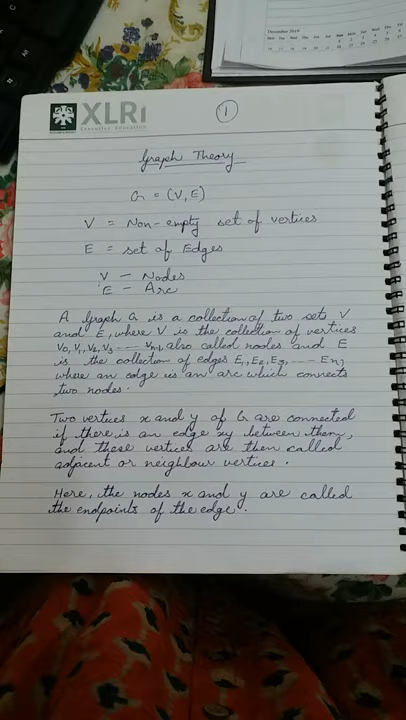 December 2019
XLRI
Executive Education
1
Graph Theory
G = (V, E)
V = Non-empty set of vertices
E = set of Edges
V - Nodes
E - Arc
A graph G is a collection of two sets V
and E, where V is the collection of vertices
V0, V1, V2, V3 ---- Vn-1, also called nodes and E
is the collection of edges E1, E2, E3, --- En,
where an edge is an arc which connects
two nodes.
Two vertices x and y of G are connected
if there is an edge xy between them,
and these vertices are then called
adjacent or neighbour vertices.
Here, the nodes x and y are called
the endpoints of the edge.